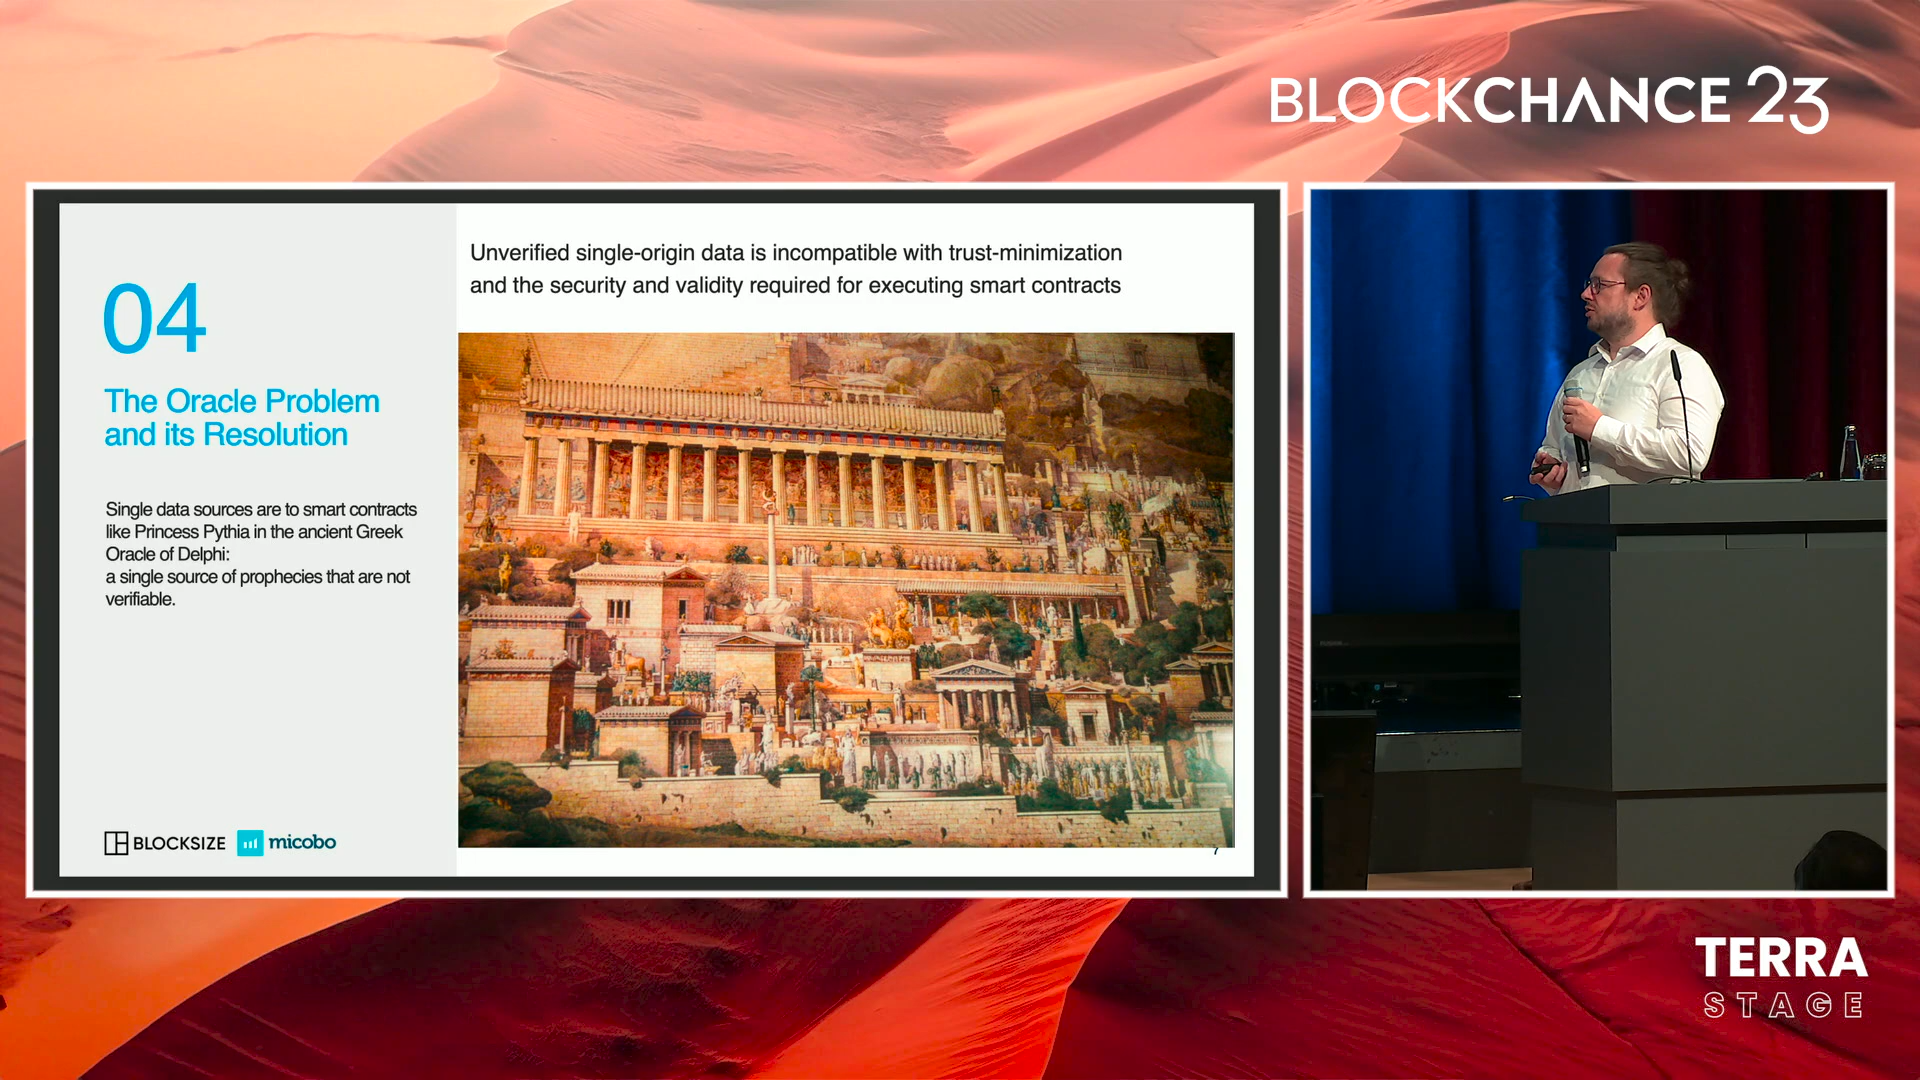 BLOCKCHANCE 23
04
The Oracle Problem
and its Resolution
Single data sources are to smart contracts
like Princess Pythia in the ancient Greek
Oracle of Delphi:
a single source of prophecies that are not
verifiable.
BLOCKSIZE micobo
Unverified single-origin data is incompatible with trust-minimization
and the security and validity required for executing smart contracts
7
TERRA
STAGE